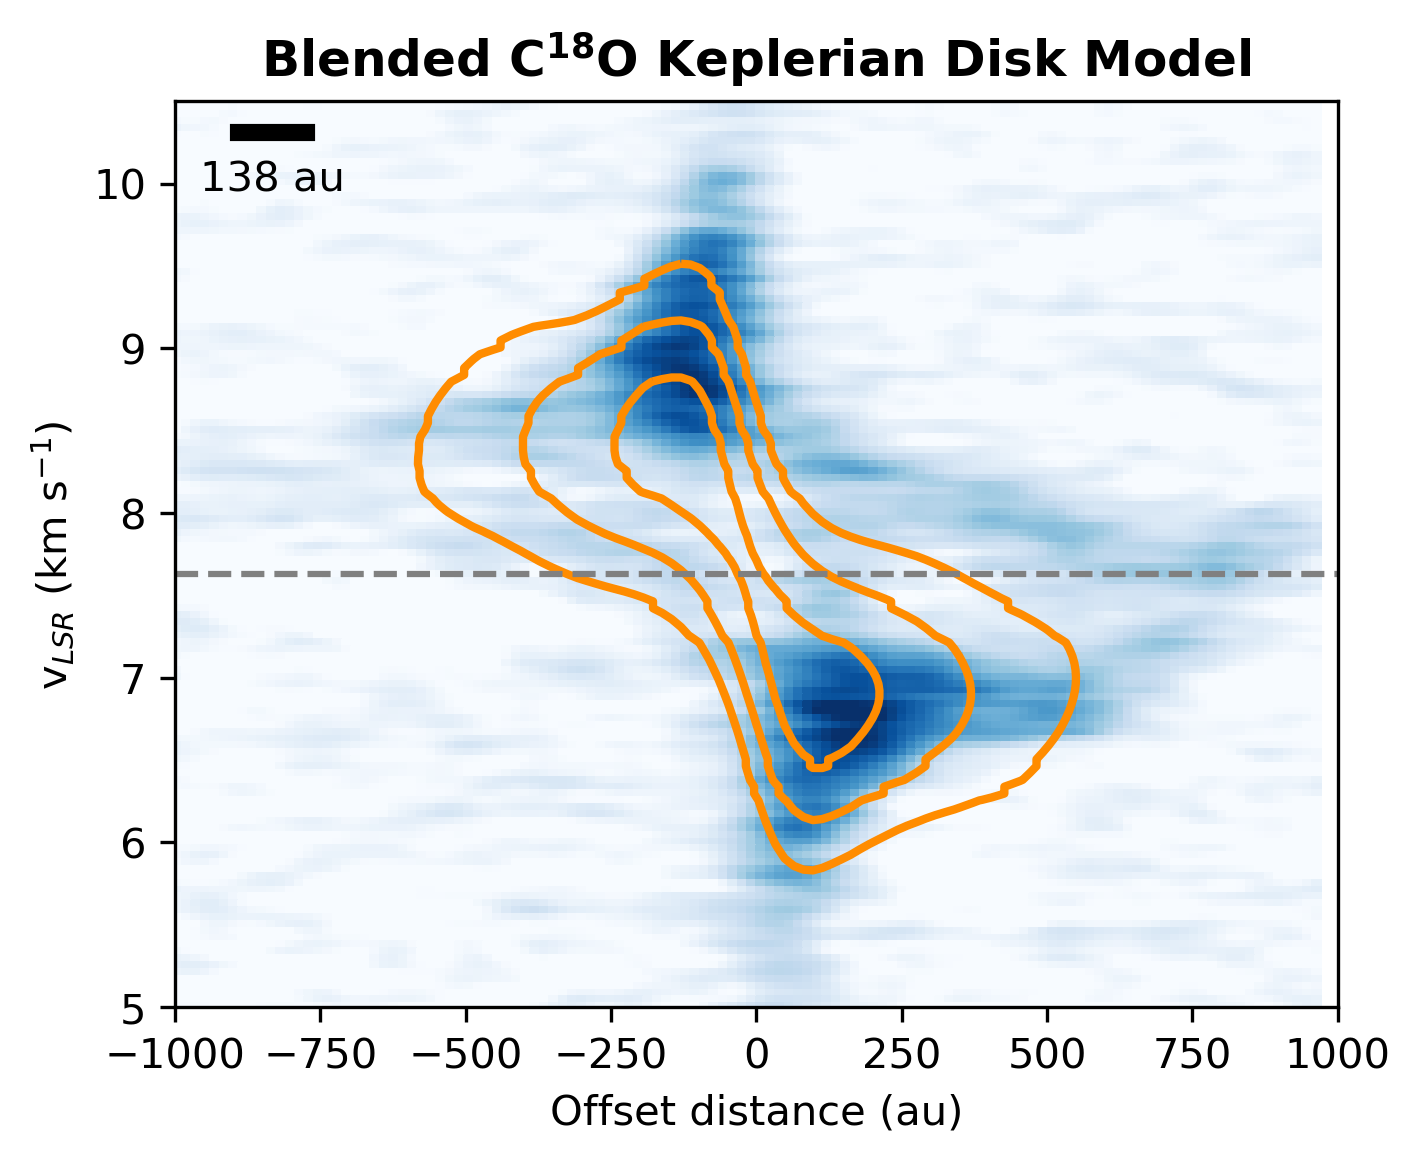 Blended C¹⁸O Keplerian Disk Model
138 au
10
9
8
7
6
5
v_LSR (km s⁻¹)
−1000 −750 −500 −250 0 250 500 750 1000
Offset distance (au)